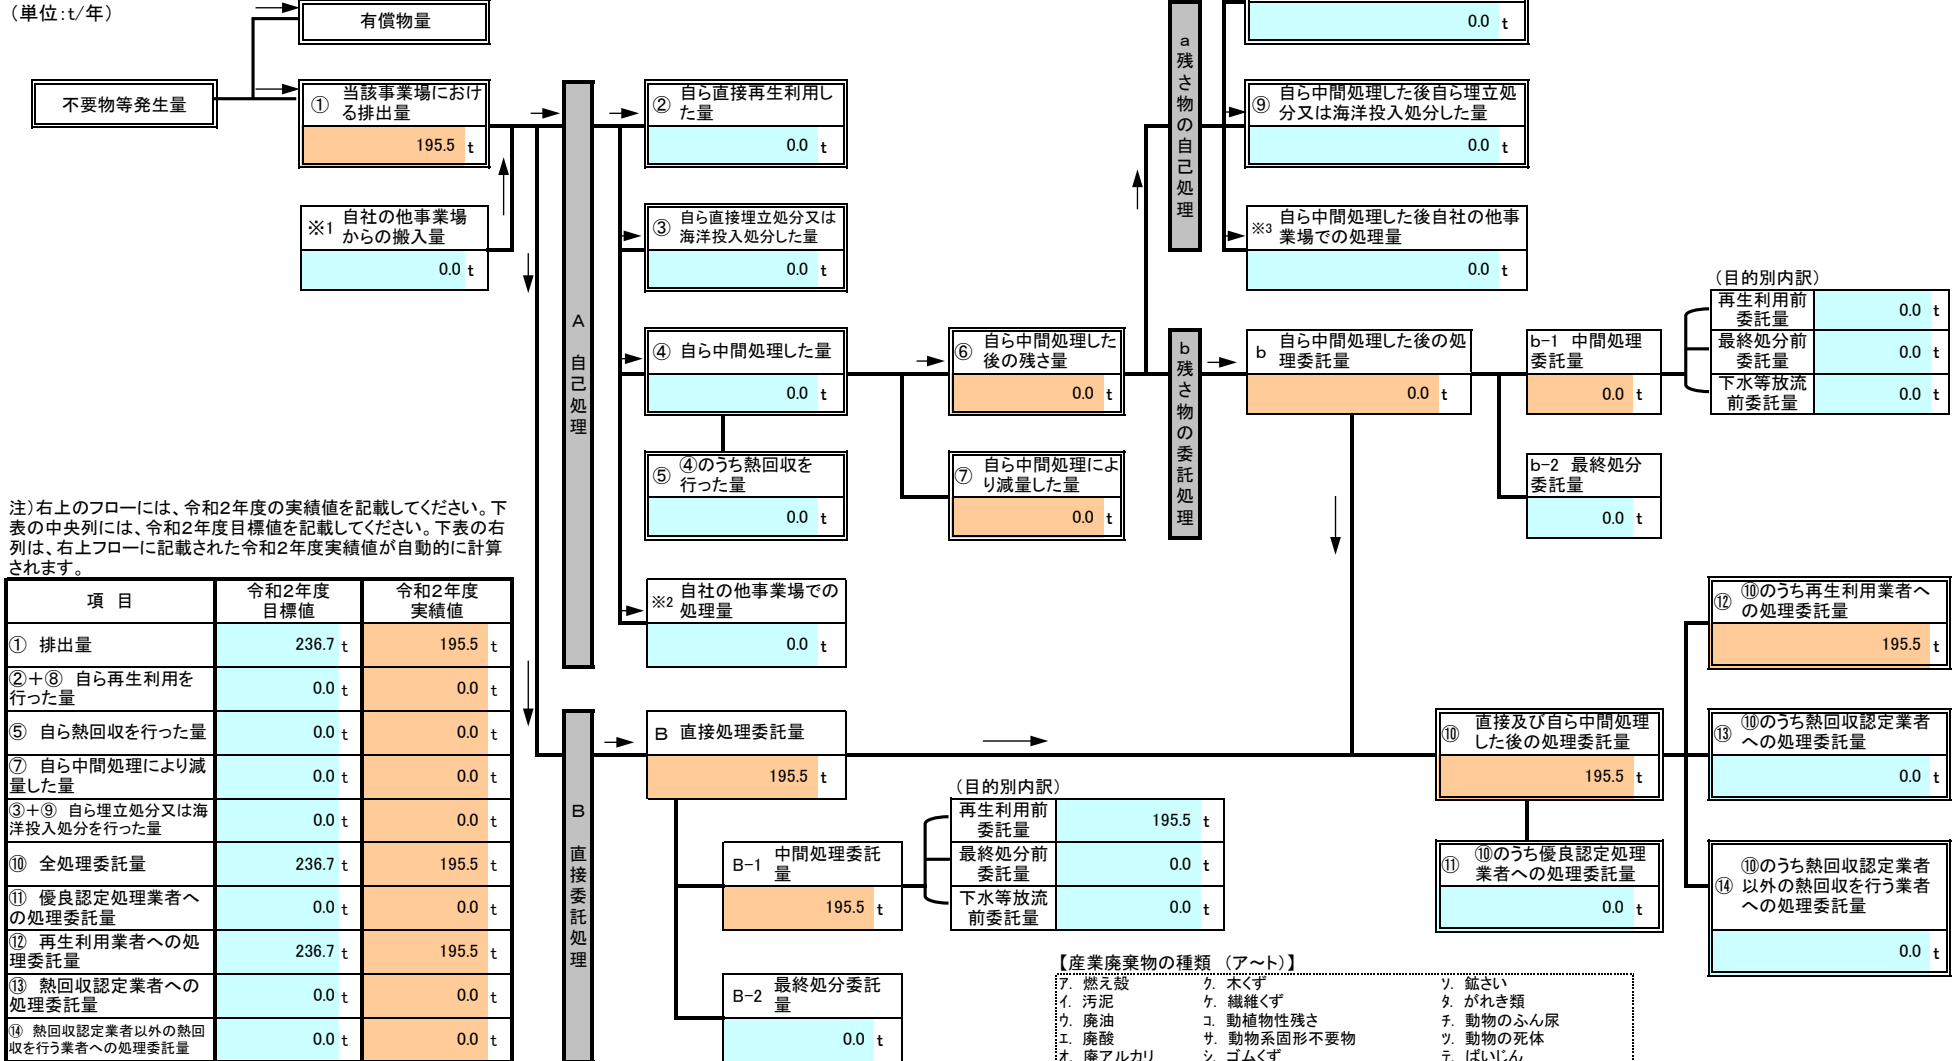 （単位：t/年）
有償物量
0.0 t
不要物等発生量
① 当該事業場におけ
る排出量
195.5 t
※1 自社の他事業場
からの搬入量
0.0 t
A 自己処理
② 自ら直接再生利用し
た量
0.0 t
③ 自ら直接埋立処分又は
海洋投入処分した量
0.0 t
④ 自ら中間処理した量
0.0 t
⑤ ④のうち熱回収を
行った量
0.0 t
※2 自社の他事業場での
処理量
0.0 t
⑥ 自ら中間処理した
後の残さ量
0.0 t
⑦ 自ら中間処理によ
り減量した量
0.0 t
a 残さ物の自己処理
⑨ 自ら中間処理した後自ら埋立処
分又は海洋投入処分した量
0.0 t
※3 自ら中間処理した後自社の他事
業場での処理量
0.0 t
b 残さ物の委託処理
b 自ら中間処理した後の処
理委託量
0.0 t
b-1 中間処理
委託量
0.0 t
b-2 最終処分
委託量
0.0 t
（目的別内訳）
再生利用前
委託量 0.0 t
最終処分前
委託量 0.0 t
下水等放流
前委託量 0.0 t
注）右上のフローには、令和２年度の実績値を記載してください。下
表の中央列には、令和２年度目標値を記載してください。下表の右
列は、右上フローに記載された令和２年度実績値が自動的に計算
されます。
項 目 令和２年度
目標値 令和２年度
実績値
① 排出量 236.7 t 195.5 t
②＋⑧ 自ら再生利用を
行った量 0.0 t 0.0 t
⑤ 自ら熱回収を行った量 0.0 t 0.0 t
⑦ 自ら中間処理により減
量した量 0.0 t 0.0 t
③＋⑨ 自ら埋立処分又は海
洋投入処分を行った量 0.0 t 0.0 t
⑩ 全処理委託量 236.7 t 195.5 t
⑪ 優良認定処理業者へ
の処理委託量 0.0 t 0.0 t
⑫ 再生利用業者への処
理委託量 236.7 t 195.5 t
⑬ 熱回収認定業者への
処理委託量 0.0 t 0.0 t
⑭ 熱回収認定業者以外の熱回
収を行う業者への処理委託量 0.0 t 0.0 t
B 直接委託処理
B 直接処理委託量
195.5 t
B-1 中間処理委託
量
195.5 t
B-2 最終処分委託
量
0.0 t
（目的別内訳）
再生利用前
委託量 195.5 t
最終処分前
委託量 0.0 t
下水等放流
前委託量 0.0 t
⑩ 直接及び自ら中間処理
した後の処理委託量
195.5 t
⑪ ⑩のうち優良認定処理
業者への処理委託量
0.0 t
⑫ ⑩のうち再生利用業者へ
の処理委託量
195.5 t
⑬ ⑩のうち熱回収認定業者
への処理委託量
0.0 t
⑭ ⑩のうち熱回収認定業者
以外の熱回収を行う業者
への処理委託量
0.0 t
【産業廃棄物の種類 （ア～ト）】
ｱ. 燃え殻 ｸ. 木くず ｿ. 鉱さい
ｲ. 汚泥 ｹ. 繊維くず ﾀ. がれき類
ｳ. 廃油 ｺ. 動植物性残さ ﾁ. 動物のふん尿
ｴ. 廃酸 ｻ. 動物系固形不要物 ﾂ. 動物の死体
ｵ. 廃アルカリ ｼ. ゴムくず ﾃ. ばいじん